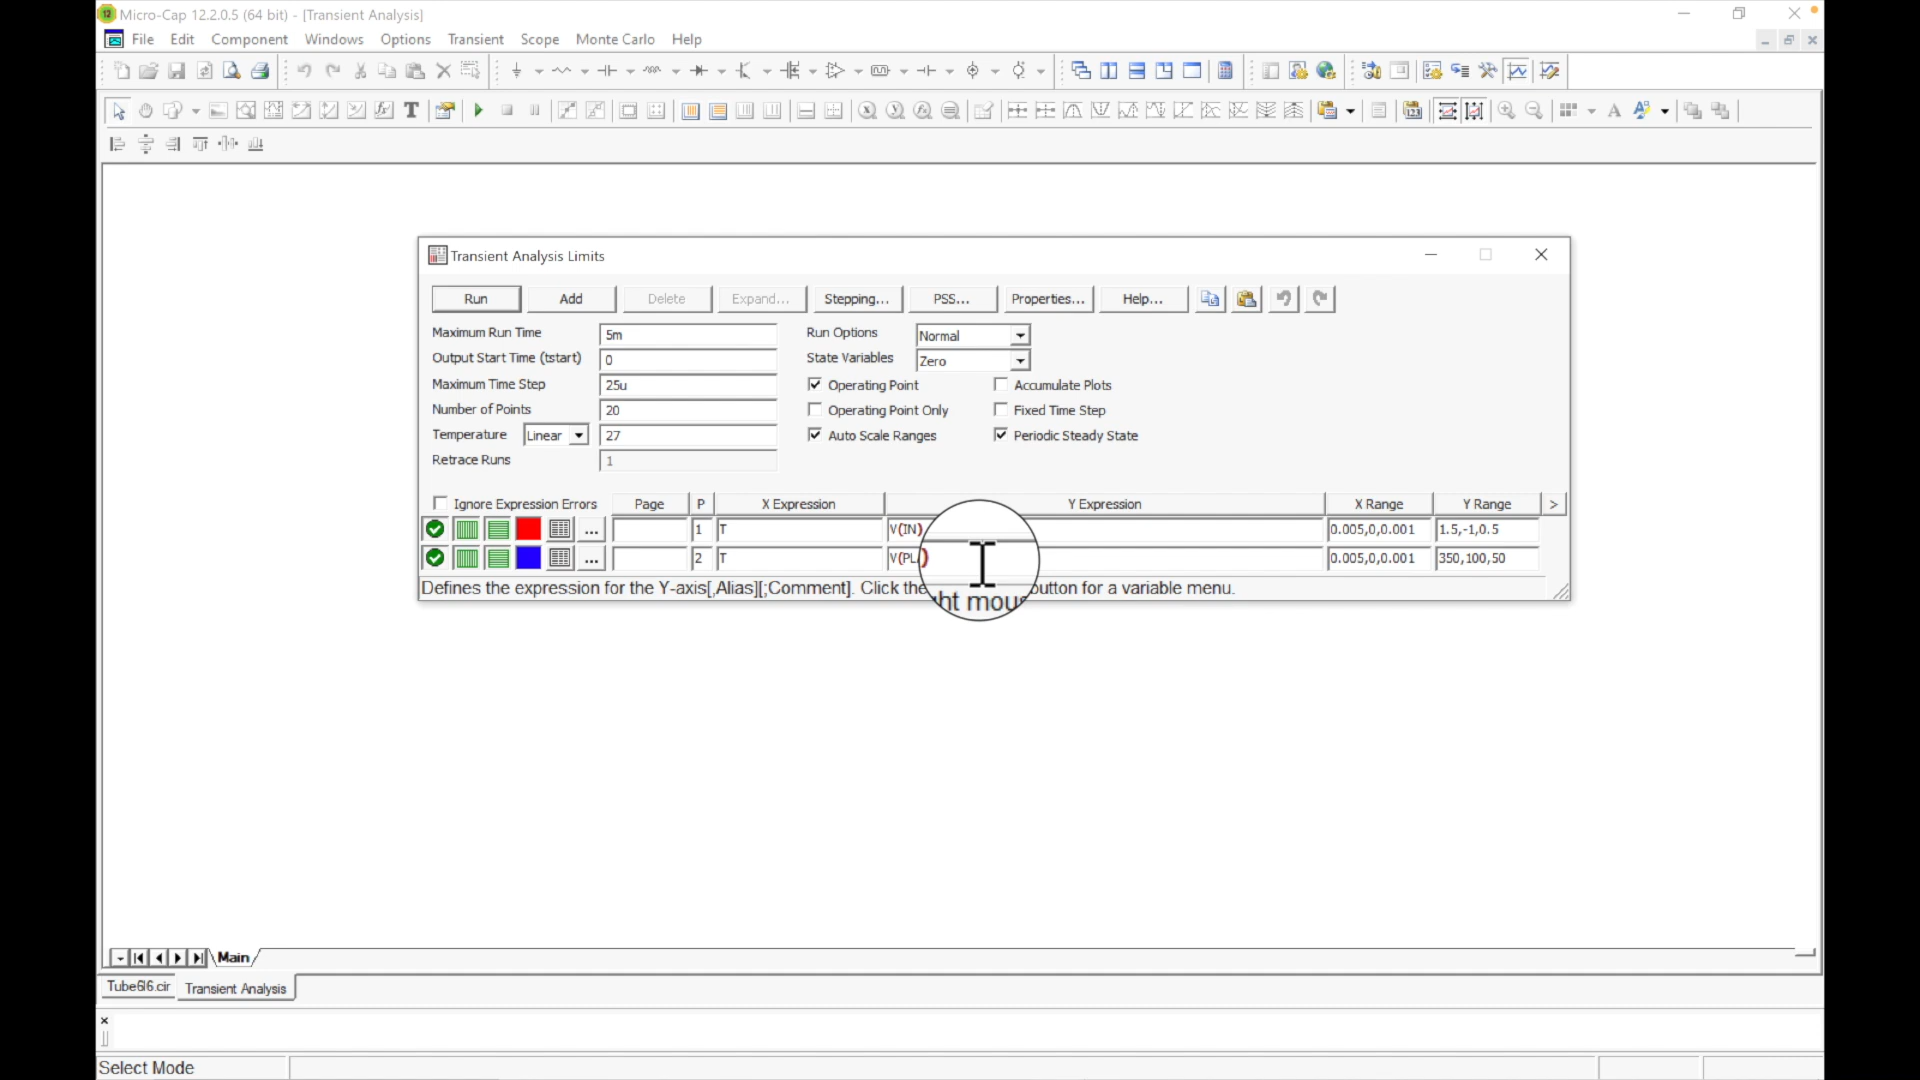 Micro-Cap 12.2.0.5 (64 bit) - [Transient Analysis]
File Edit Component Windows Options Transient Scope Monte Carlo Help
Transient Analysis Limits
Run Add Delete Expand... Stepping... PSS... Properties... Help...
Maximum Run Time 5m Run Options Normal
Output Start Time (tstart) 0 State Variables Zero
Maximum Time Step 25u Operating Point Accumulate Plots
Number of Points 20 Operating Point Only Fixed Time Step
Temperature Linear 27 Auto Scale Ranges Periodic Steady State
Retrace Runs 1
Ignore Expression Errors Page P X Expression Y Expression X Range Y Range >
... 1 T V(IN) 0.005,0,0.001 1.5,-1,0.5
... 2 T 0.005,0,0.001 350,100,50
Defines the expression for the Y-axis[,Alias][;Comment]. Click the button for a variable menu.
Main
Tube6l6.cir Transient Analysis
Select Mode